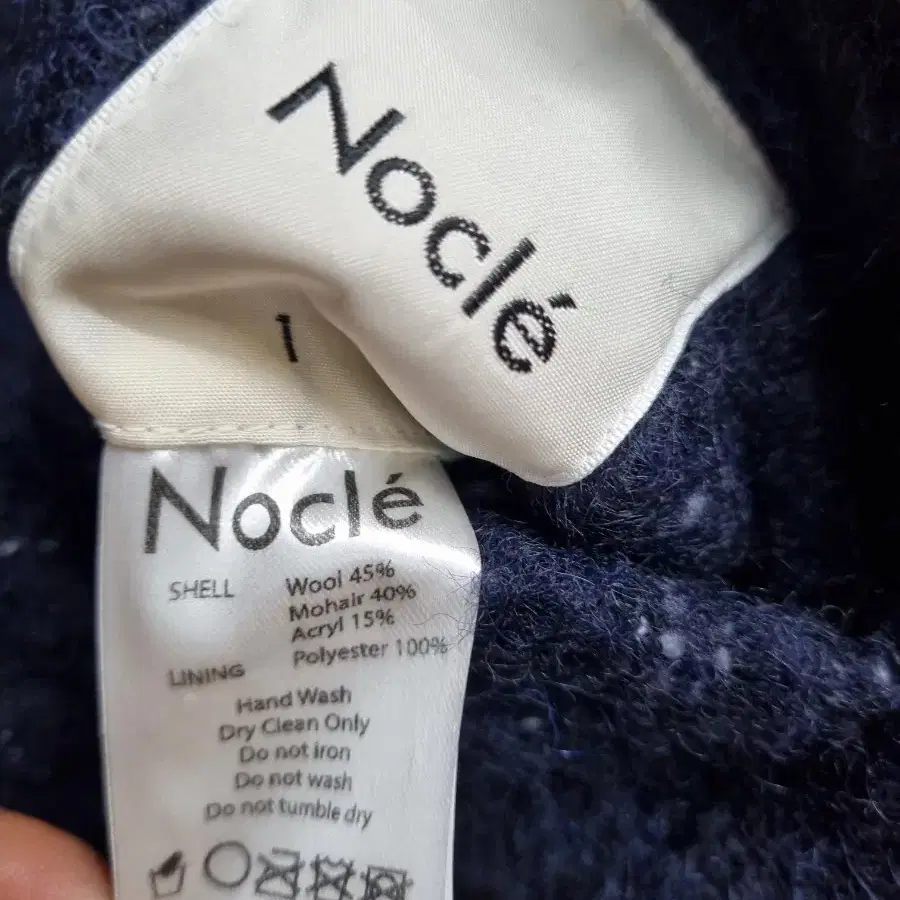 Noclé
1
Noclé
SHELL Wool 45%
Mohair 40%
Acryl 15%
LINING Polyester 100%
Hand Wash
Dry Clean Only
Do not iron
Do not wash
Do not tumble dry